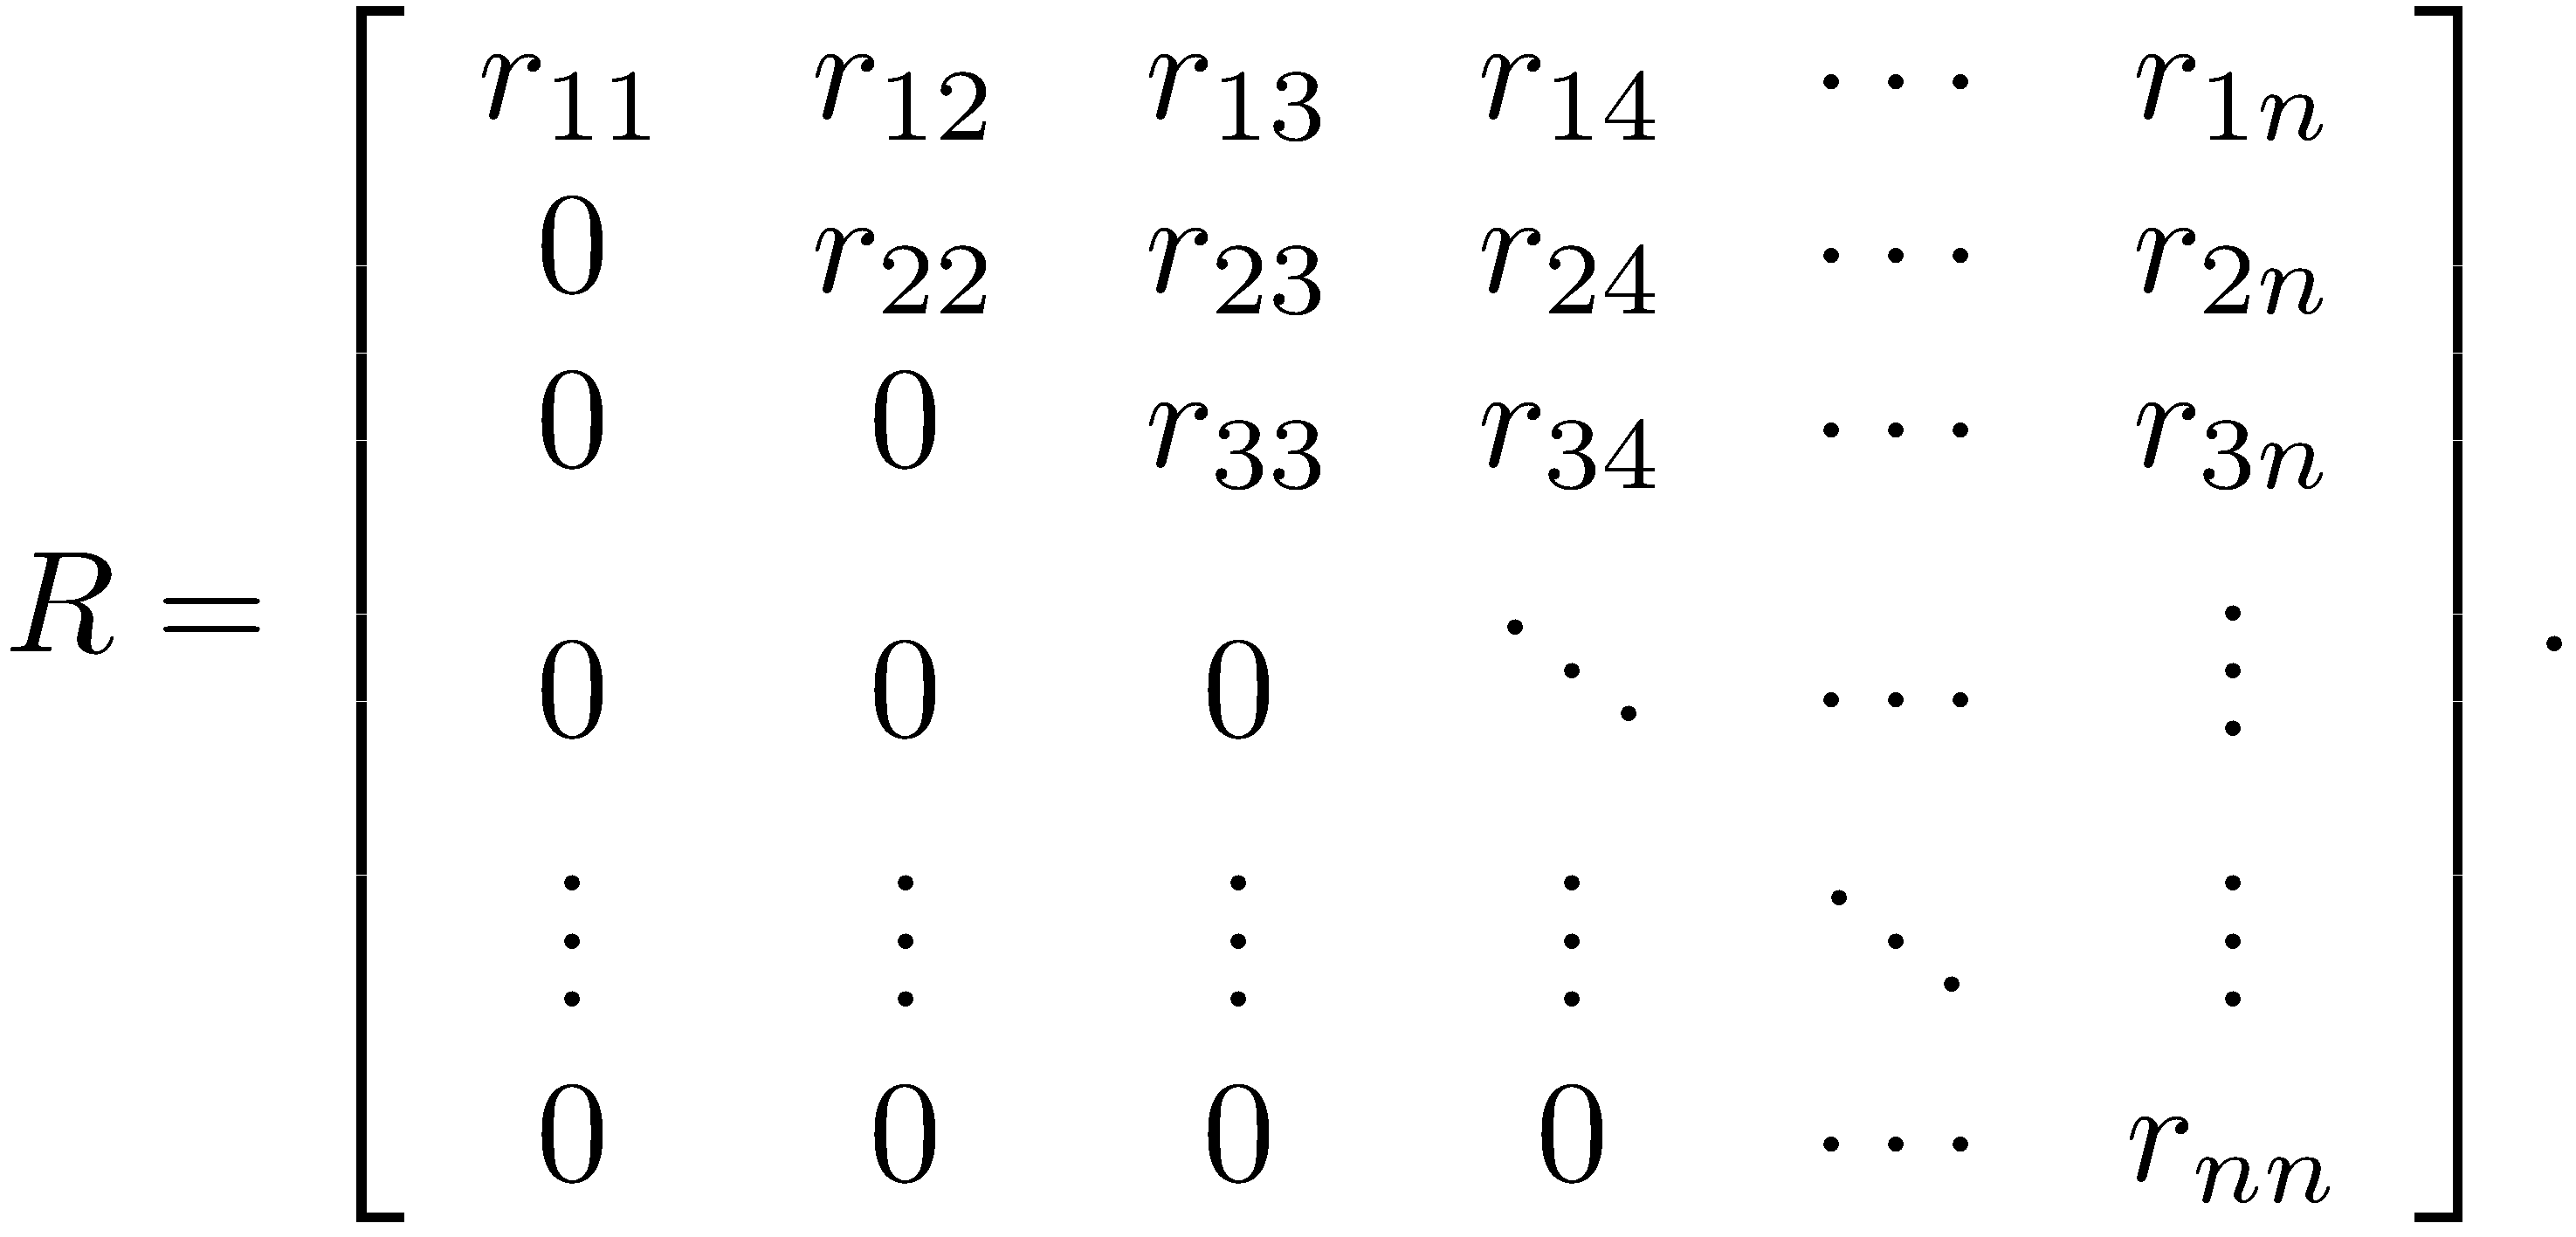 r₁₁ r₁₂ r₁₃ r₁₄ ⋯ r₁ₙ
0 r₂₂ r₂₃ r₂₄ ⋯ r₂ₙ
0 0 r₃₃ r₃₄ ⋯ r₃ₙ
R = 0 0 0 ⋱ ⋯ ⋮ .
⋮ ⋮ ⋮ ⋮ ⋱ ⋮
0 0 0 0 ⋯ rₙₙ